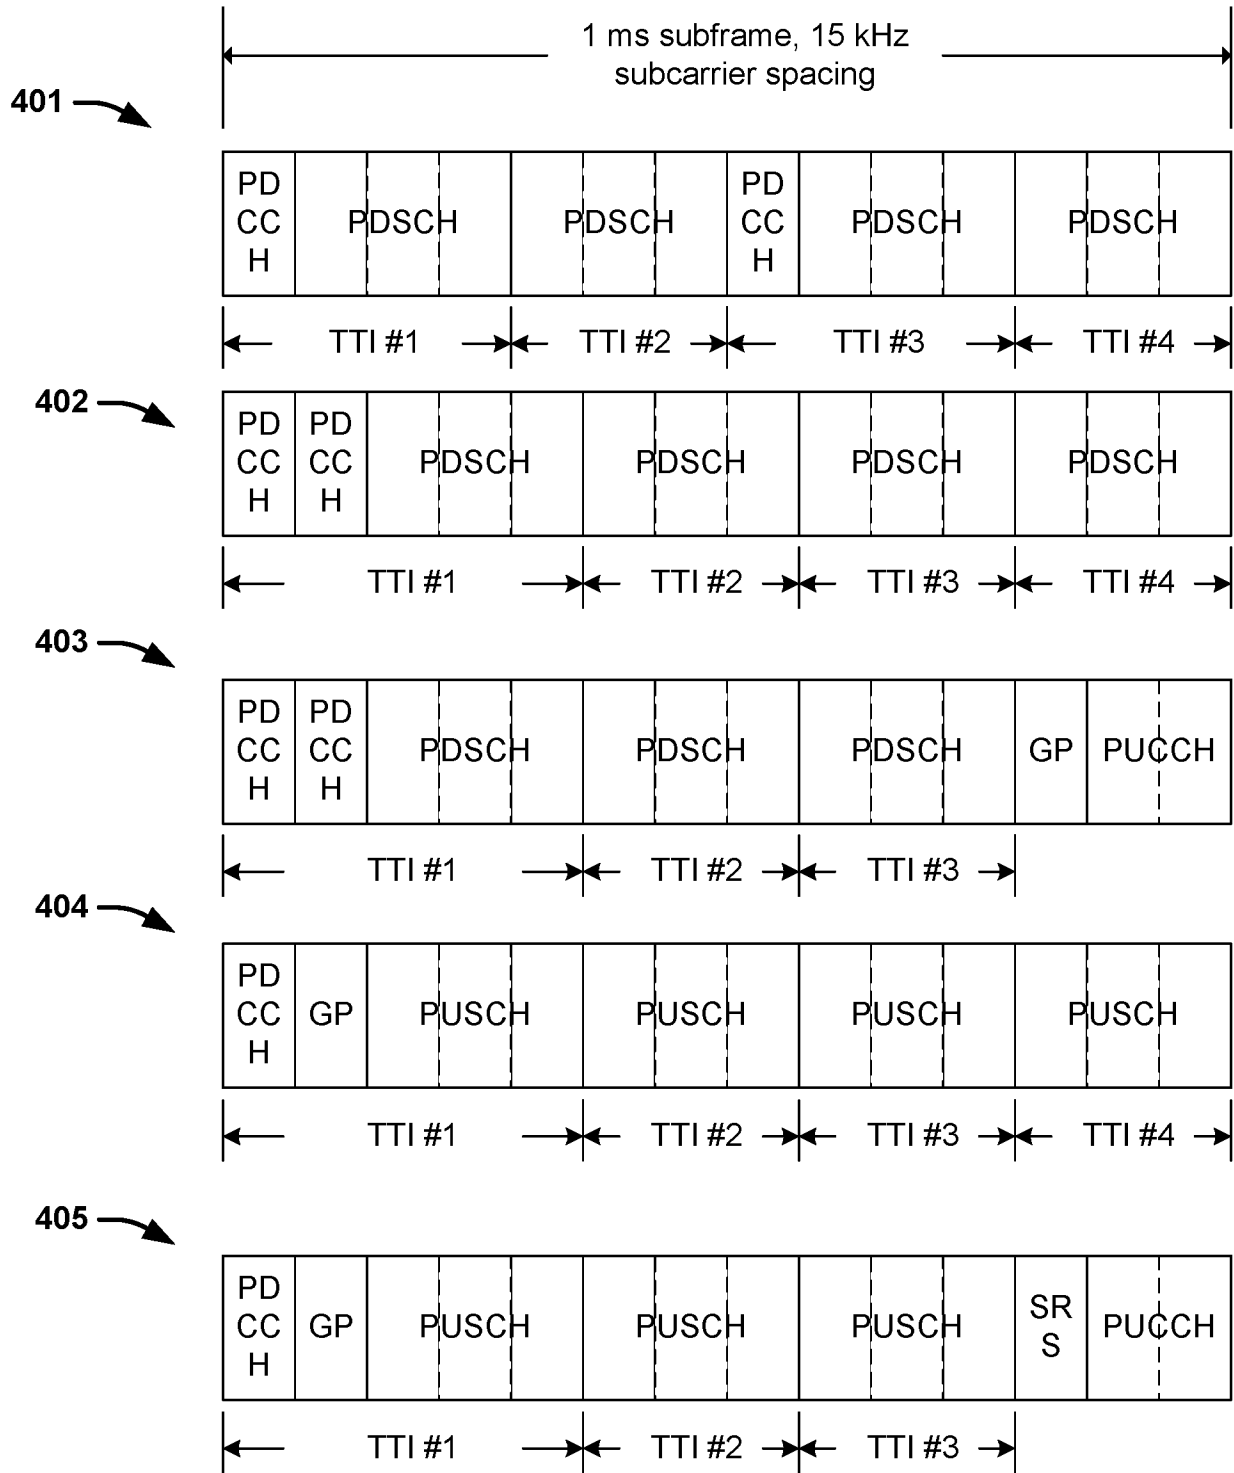 1 ms subframe, 15 kHz
subcarrier spacing
401
PD
CC
H
PDSCH
PDSCH
PD
CC
H
PDSCH
PDSCH
TTI #1
TTI #2
TTI #3
TTI #4
402
PD
CC
H
PD
CC
H
PDSCH
PDSCH
PDSCH
PDSCH
TTI #1
TTI #2
TTI #3
TTI #4
403
PD
CC
H
PD
CC
H
PDSCH
PDSCH
PDSCH
GP
PUCCH
TTI #1
TTI #2
TTI #3
404
PD
CC
H
GP
PUSCH
PUSCH
PUSCH
PUSCH
TTI #1
TTI #2
TTI #3
TTI #4
405
PD
CC
H
GP
PUSCH
PUSCH
PUSCH
SR
S
PUCCH
TTI #1
TTI #2
TTI #3